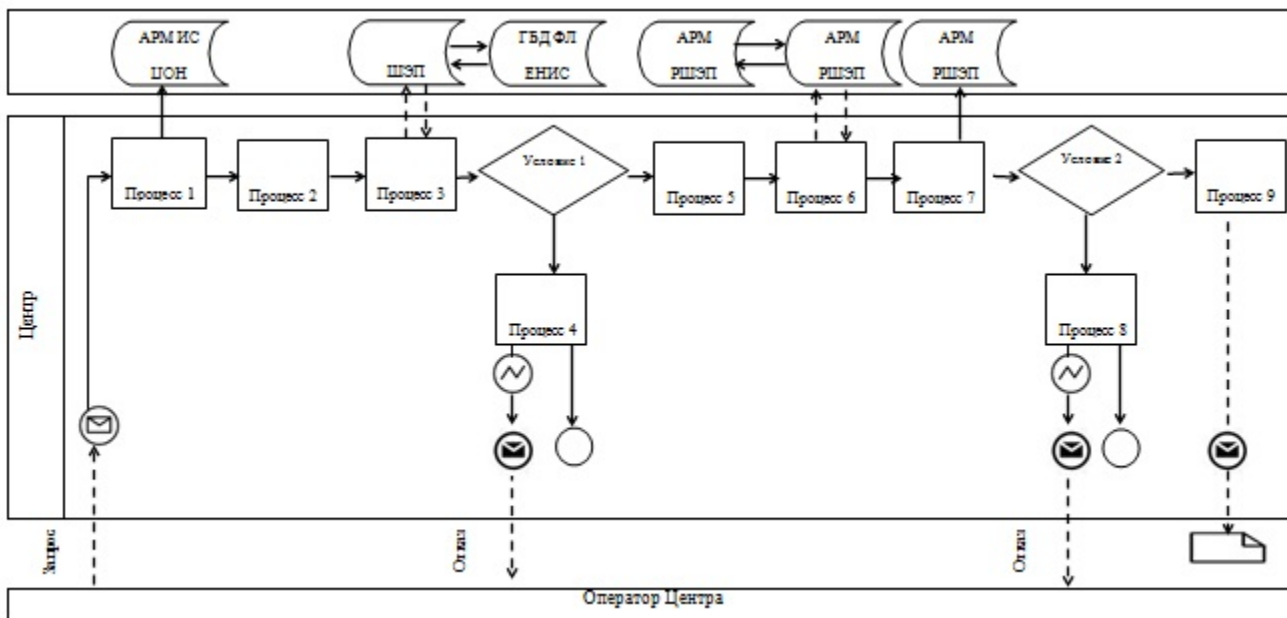 АРМ ИС
ЦОН
ШЭП
ГБД ФЛ
ЕНИС
АРМ
РШЭП
АРМ
РШЭП
АРМ
РШЭП
Центр
Процесс 1
Процесс 2
Процесс 3
Условие 1
Процесс 5
Процесс 6
Процесс 7
Условие 2
Процесс 9
Процесс 4
Процесс 8
Запрос
Отказ
Отказ
Оператор Центра